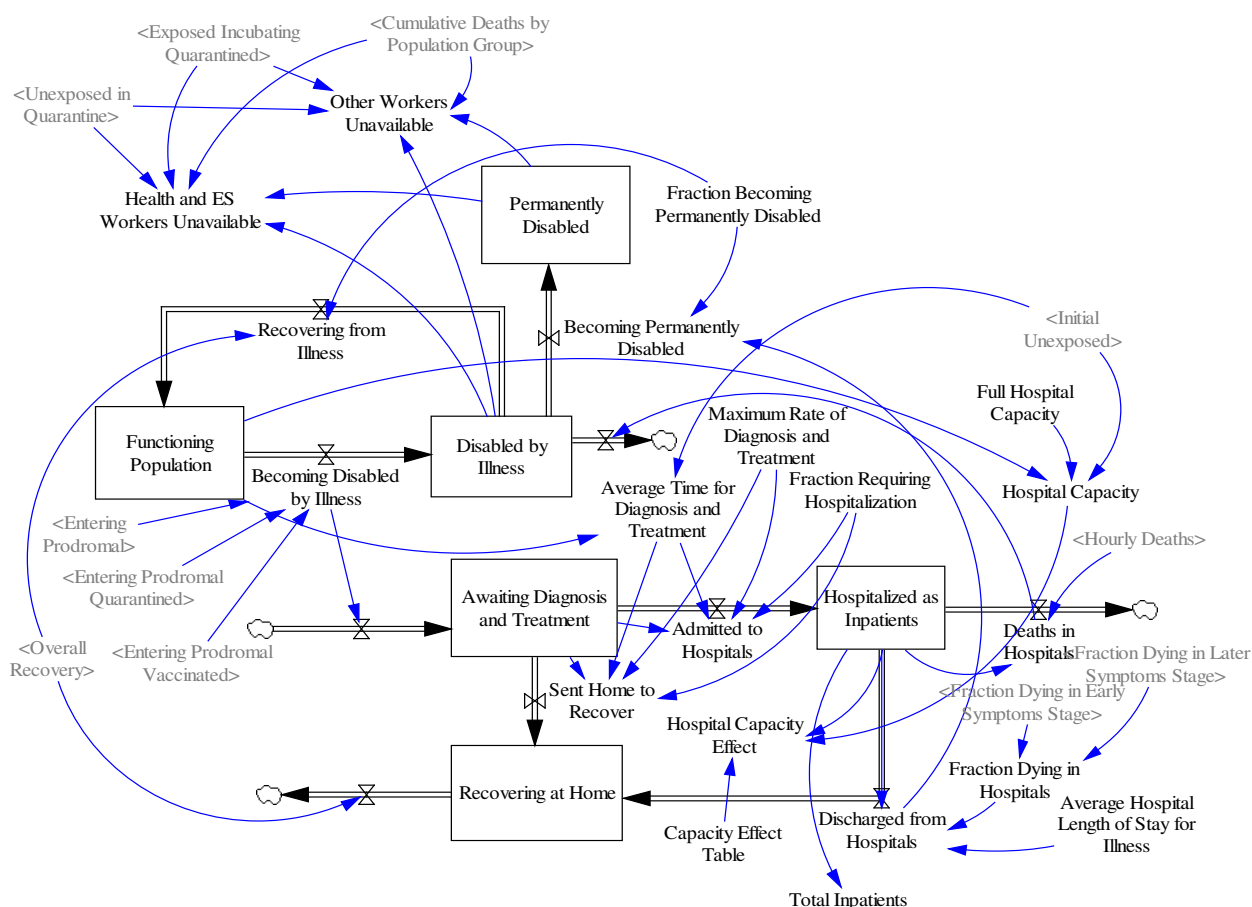 <Exposed Incubating
Quarantined>
<Cumulative Deaths by
Population Group>
<Unexposed in
Quarantine>
Other Workers
Unavailable
Health and ES
Workers Unavailable
Permanently
Disabled
Fraction Becoming
Permanently Disabled
Recovering from
Illness
Becoming Permanently
Disabled
<Initial
Unexposed>
Full Hospital
Capacity
Functioning
Population
Becoming Disabled
by Illness
Disabled by
Illness
Maximum Rate of
Diagnosis and
Treatment
Average Time for
Diagnosis and
Treatment
Fraction Requiring
Hospitalization
Hospital Capacity
<Entering
Prodromal>
<Entering Prodromal
Quarantined>
<Hourly Deaths>
<Overall
Recovery>
<Entering Prodromal
Vaccinated>
Awaiting Diagnosis
and Treatment
Admitted to
Hospitals
Hospitalized as
Inpatients
Deaths in
Hospitals
<Fraction Dying in Later
Symptoms Stage>
<Fraction Dying in Early
Symptoms Stage>
Sent Home to
Recover
Hospital Capacity
Effect
Recovering at Home
Capacity Effect
Table
Discharged from
Hospitals
Fraction Dying in
Hospitals
Average Hospital
Length of Stay for
Illness
Total Inpatients